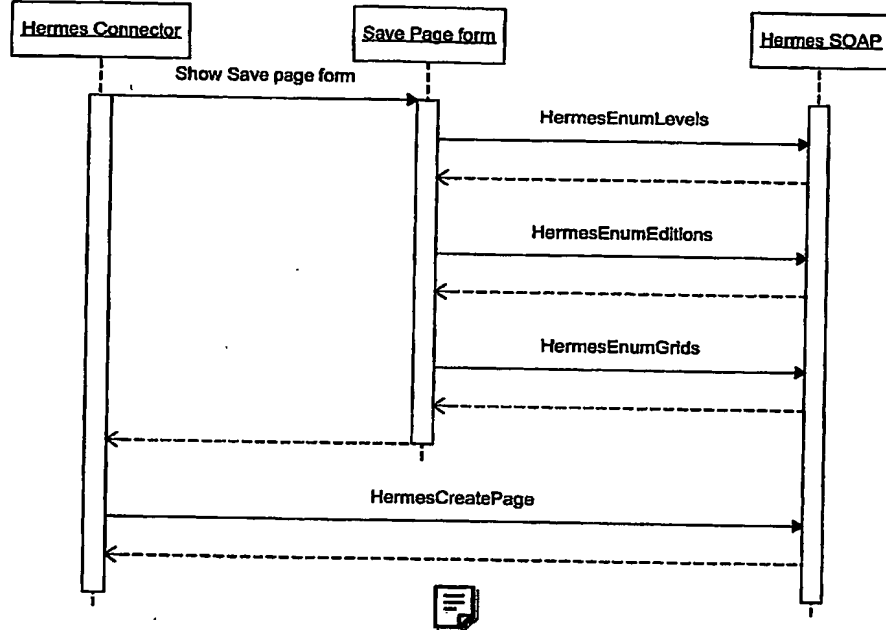 Hermes Connector
Save Page form
Hermes SOAP
Show Save page form
HermesEnumLevels
HermesEnumEditions
HermesEnumGrids
HermesCreatePage